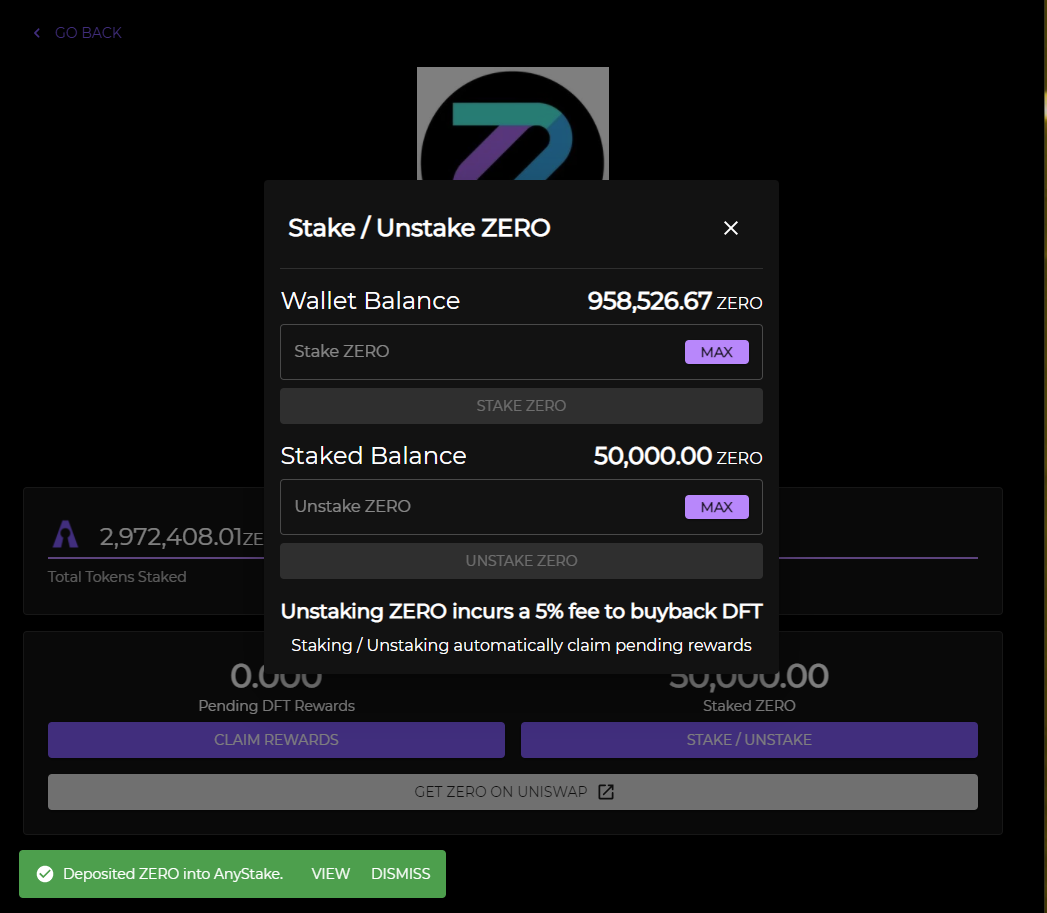 GO BACK
Stake / Unstake ZERO
Wallet Balance 958,526.67 ZERO
Stake ZERO MAX
STAKE ZERO
Staked Balance 50,000.00 ZERO
Unstake ZERO MAX
UNSTAKE ZERO
Unstaking ZERO incurs a 5% fee to buyback DFT
Staking / Unstaking automatically claim pending rewards
2,972,408.01ZE
Total Tokens Staked
0.000 50,000.00
Pending DFT Rewards Staked ZERO
CLAIM REWARDS STAKE / UNSTAKE
GET ZERO ON UNISWAP
Deposited ZERO into AnyStake. VIEW DISMISS